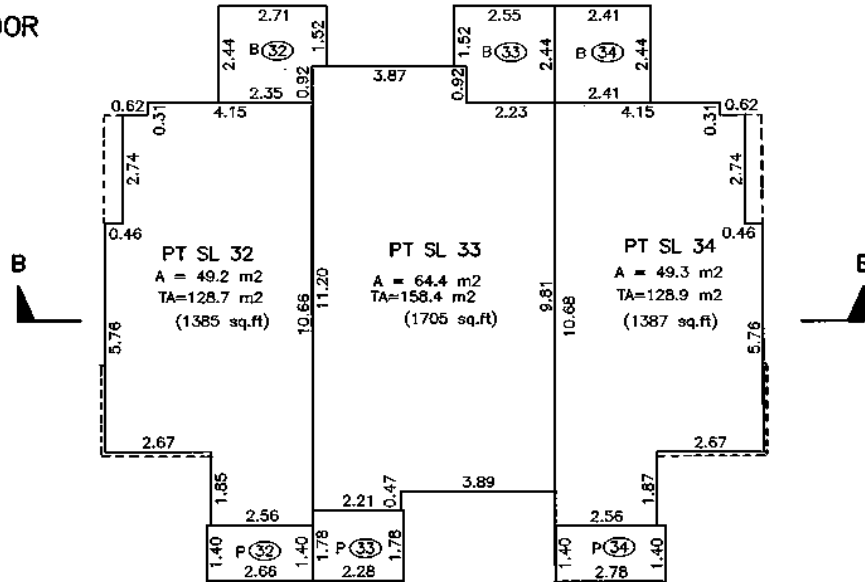 OOR
2.71
2.55
2.41
1.52
1.52
2.44
B 32
B 33
2.44
B 34
2.44
3.87
0.92
0.92
2.35
2.41
0.62
4.15
2.23
4.15
0.62
0.31
0.31
2.74
2.74
0.46
0.46
B
PT SL 32
A = 49.2 m2
TA=128.7 m2
(1385 sq.ft)
PT SL 33
A = 64.4 m2
TA=158.4 m2
(1705 sq.ft)
PT SL 34
A = 49.3 m2
TA=128.9 m2
(1387 sq.ft)
B
10.66
11.20
9.81
10.68
5.76
5.76
2.67
2.67
1.85
3.89
0.47
1.87
2.21
2.56
2.56
1.40
P 32
1.40
1.78
P 33
1.78
1.40
P 34
1.40
2.66
2.28
2.78